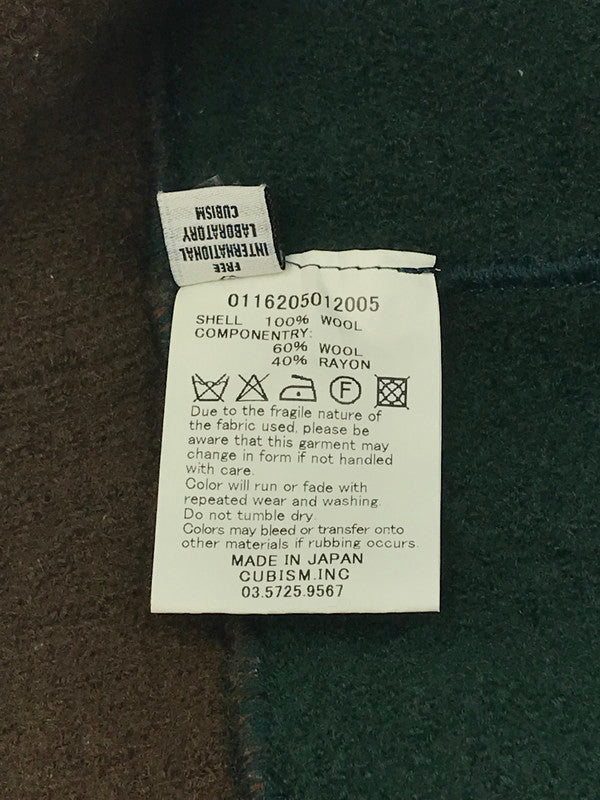 FREE
INTERNATIONAL
LABORATORY
CUBISM
0116205012005
SHELL 100% WOOL
COMPONENTRY:
60% WOOL
40% RAYON
F
Due to the fragile nature of
the fabric used, please be
aware that this garment may
change in form if not handled
with care.
Color will run or fade with
repeated wear and washing.
Do not tumble dry.
Colors may bleed or transfer onto
other materials if rubbing occurs.
MADE IN JAPAN
CUBISM.INC
03.5725.9567